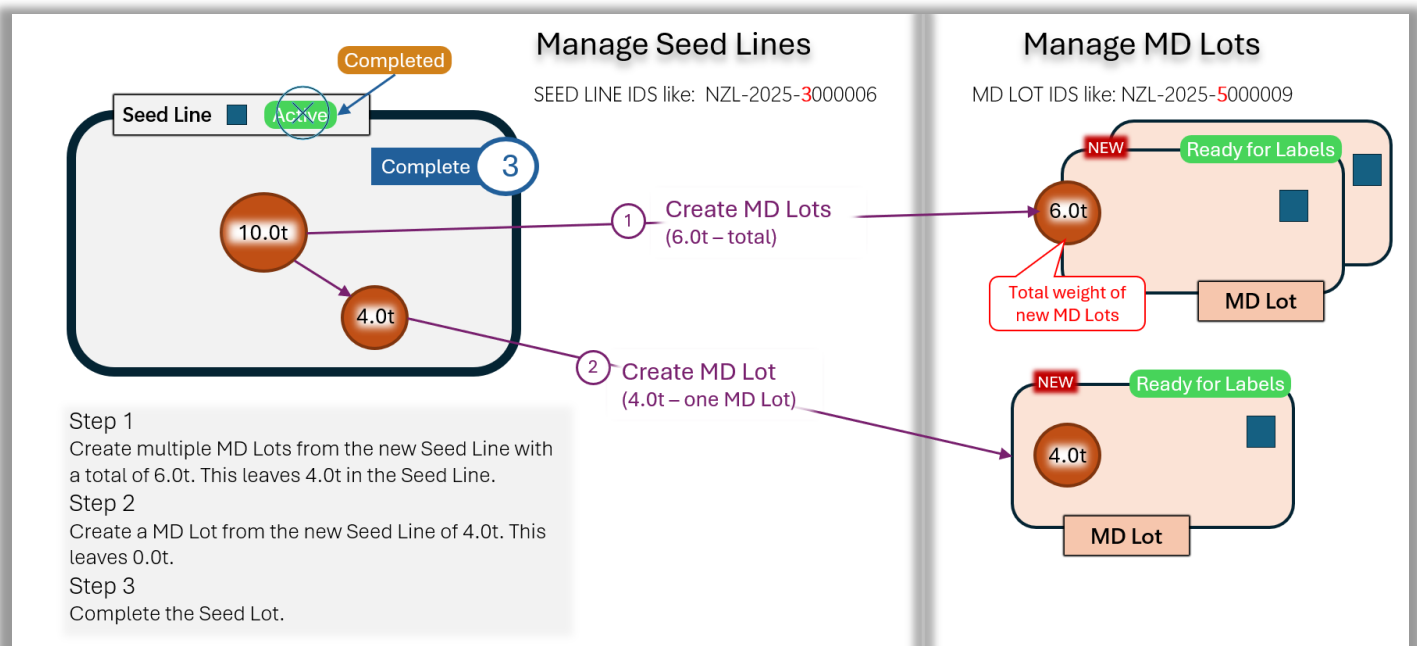 Manage Seed Lines
SEED LINE IDS like: NZL-2025-3000006
Completed
Seed Line
Active
Complete
3
10.0t
4.0t
1
Create MD Lots
(6.0t – total)
2
Create MD Lot
(4.0t – one MD Lot)
Step 1
Create multiple MD Lots from the new Seed Line with
a total of 6.0t. This leaves 4.0t in the Seed Line.
Step 2
Create a MD Lot from the new Seed Line of 4.0t. This
leaves 0.0t.
Step 3
Complete the Seed Lot.
Manage MD Lots
MD LOT IDS like: NZL-2025-5000009
NEW
Ready for Labels
6.0t
Total weight of
new MD Lots
MD Lot
NEW
Ready for Labels
4.0t
MD Lot